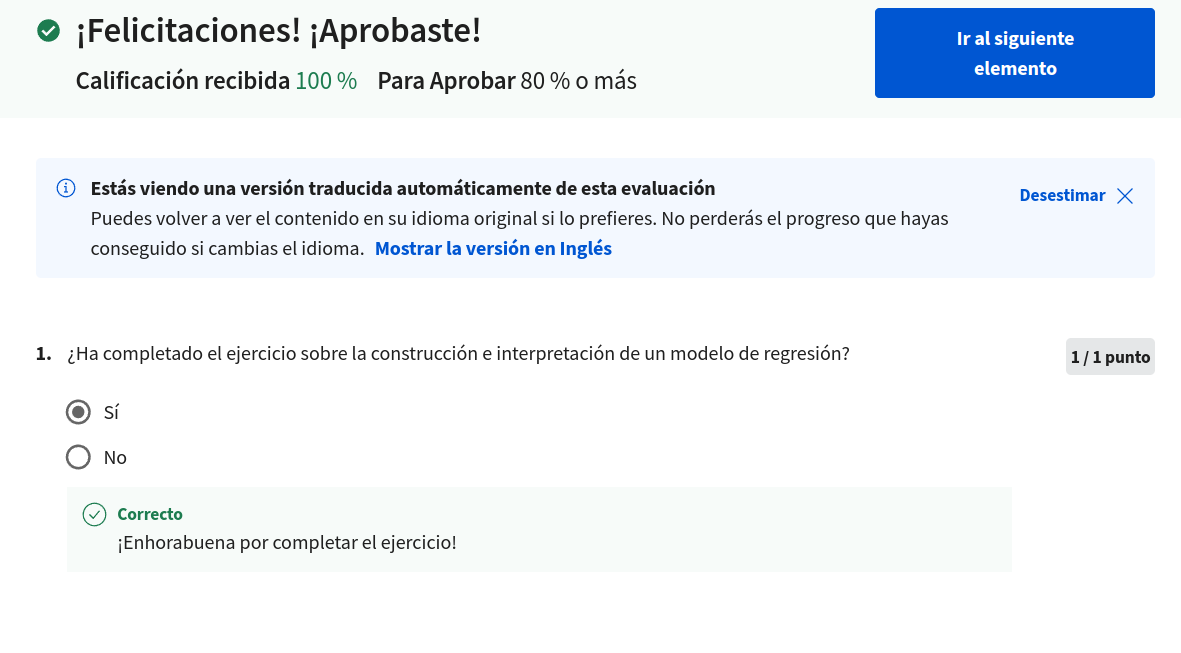 ¡Felicitaciones! ¡Aprobaste!
Calificación recibida 100 % Para Aprobar 80 % o más
Ir al siguiente
elemento
Estás viendo una versión traducida automáticamente de esta evaluación
Desestimar
Puedes volver a ver el contenido en su idioma original si lo prefieres. No perderás el progreso que hayas
conseguido si cambias el idioma. Mostrar la versión en Inglés
1. ¿Ha completado el ejercicio sobre la construcción e interpretación de un modelo de regresión?
1 / 1 punto
Sí
No
Correcto
¡Enhorabuena por completar el ejercicio!